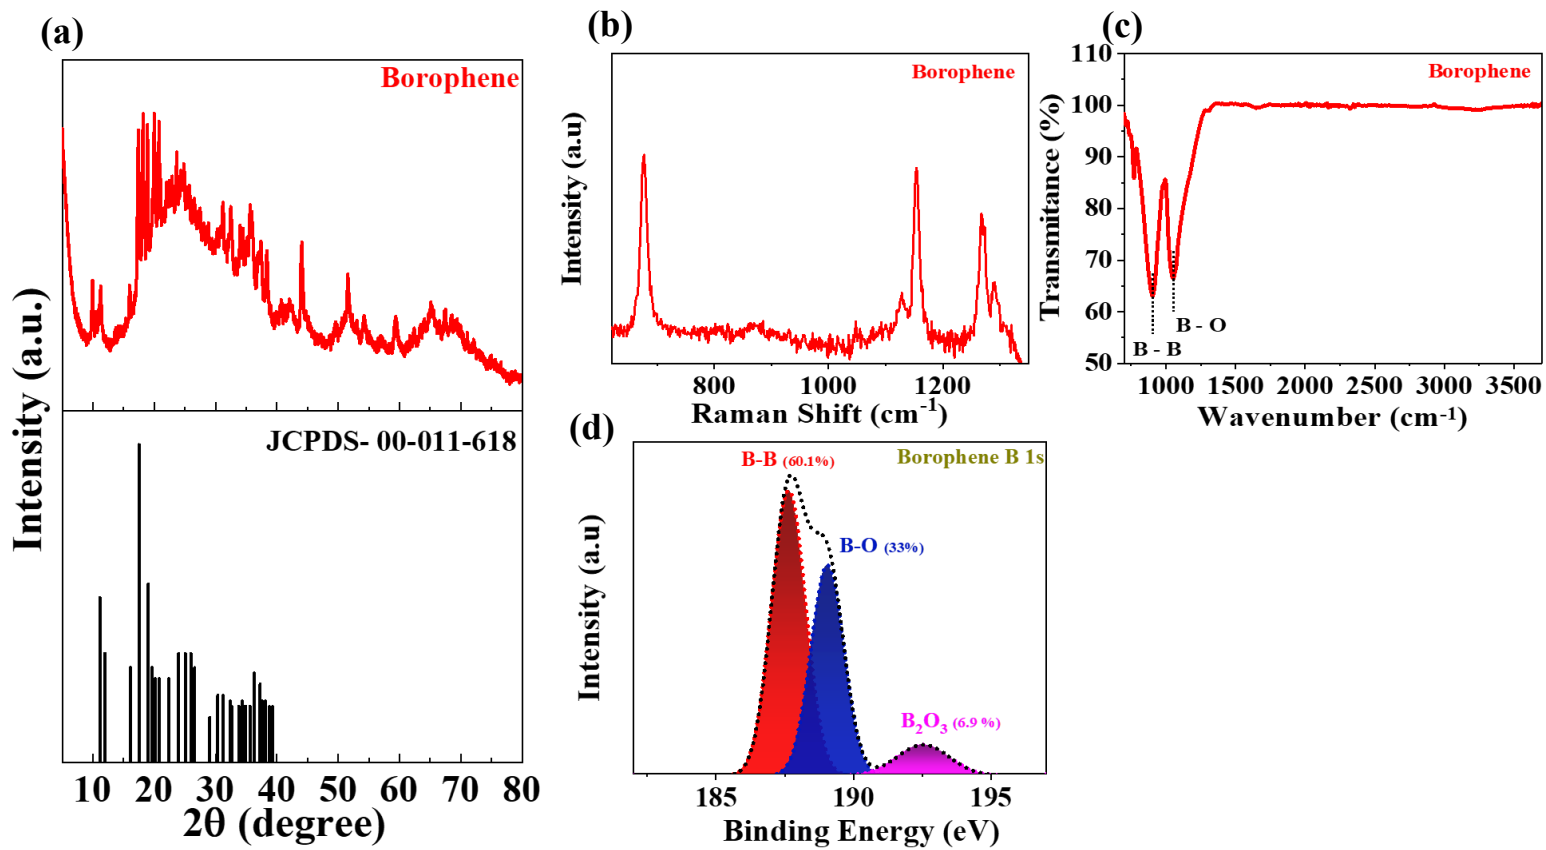 (a)
Borophene
JCPDS- 00-011-618
Intensity (a.u.)
10 20 30 40 50 60 70 80
2θ (degree)
(b)
Borophene
Intensity (a.u)
800 1000 1200
Raman Shift (cm-1)
(c)
Borophene
110
100
90
80
70
60
50
Transmitance (%)
B - O
B - B
1000 1500 2000 2500 3000 3500
Wavenumber (cm-1)
(d)
B-B (60.1%)
Borophene B 1s
B-O (33%)
B2O3 (6.9 %)
Intensity (a.u)
185 190 195
Binding Energy (eV)